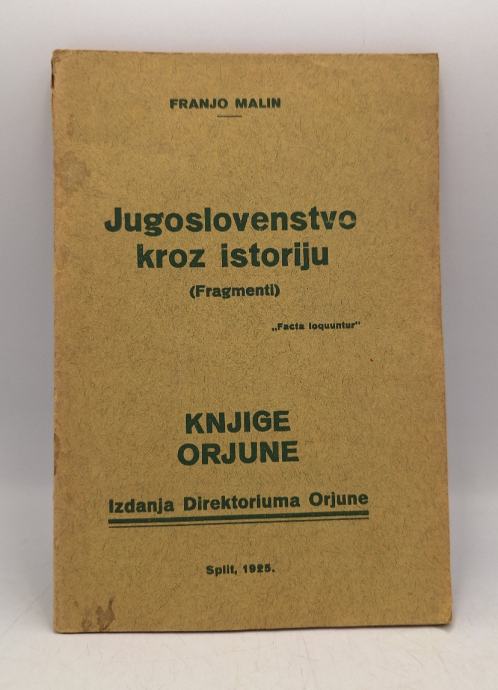 FRANJO MALIN
Jugoslovenstvo
kroz istoriju
(Fragmenti)
„Facta loquuntur"
KNJIGE
ORJUNE
Izdanja Direktoriuma Orjune
Split, 1925.